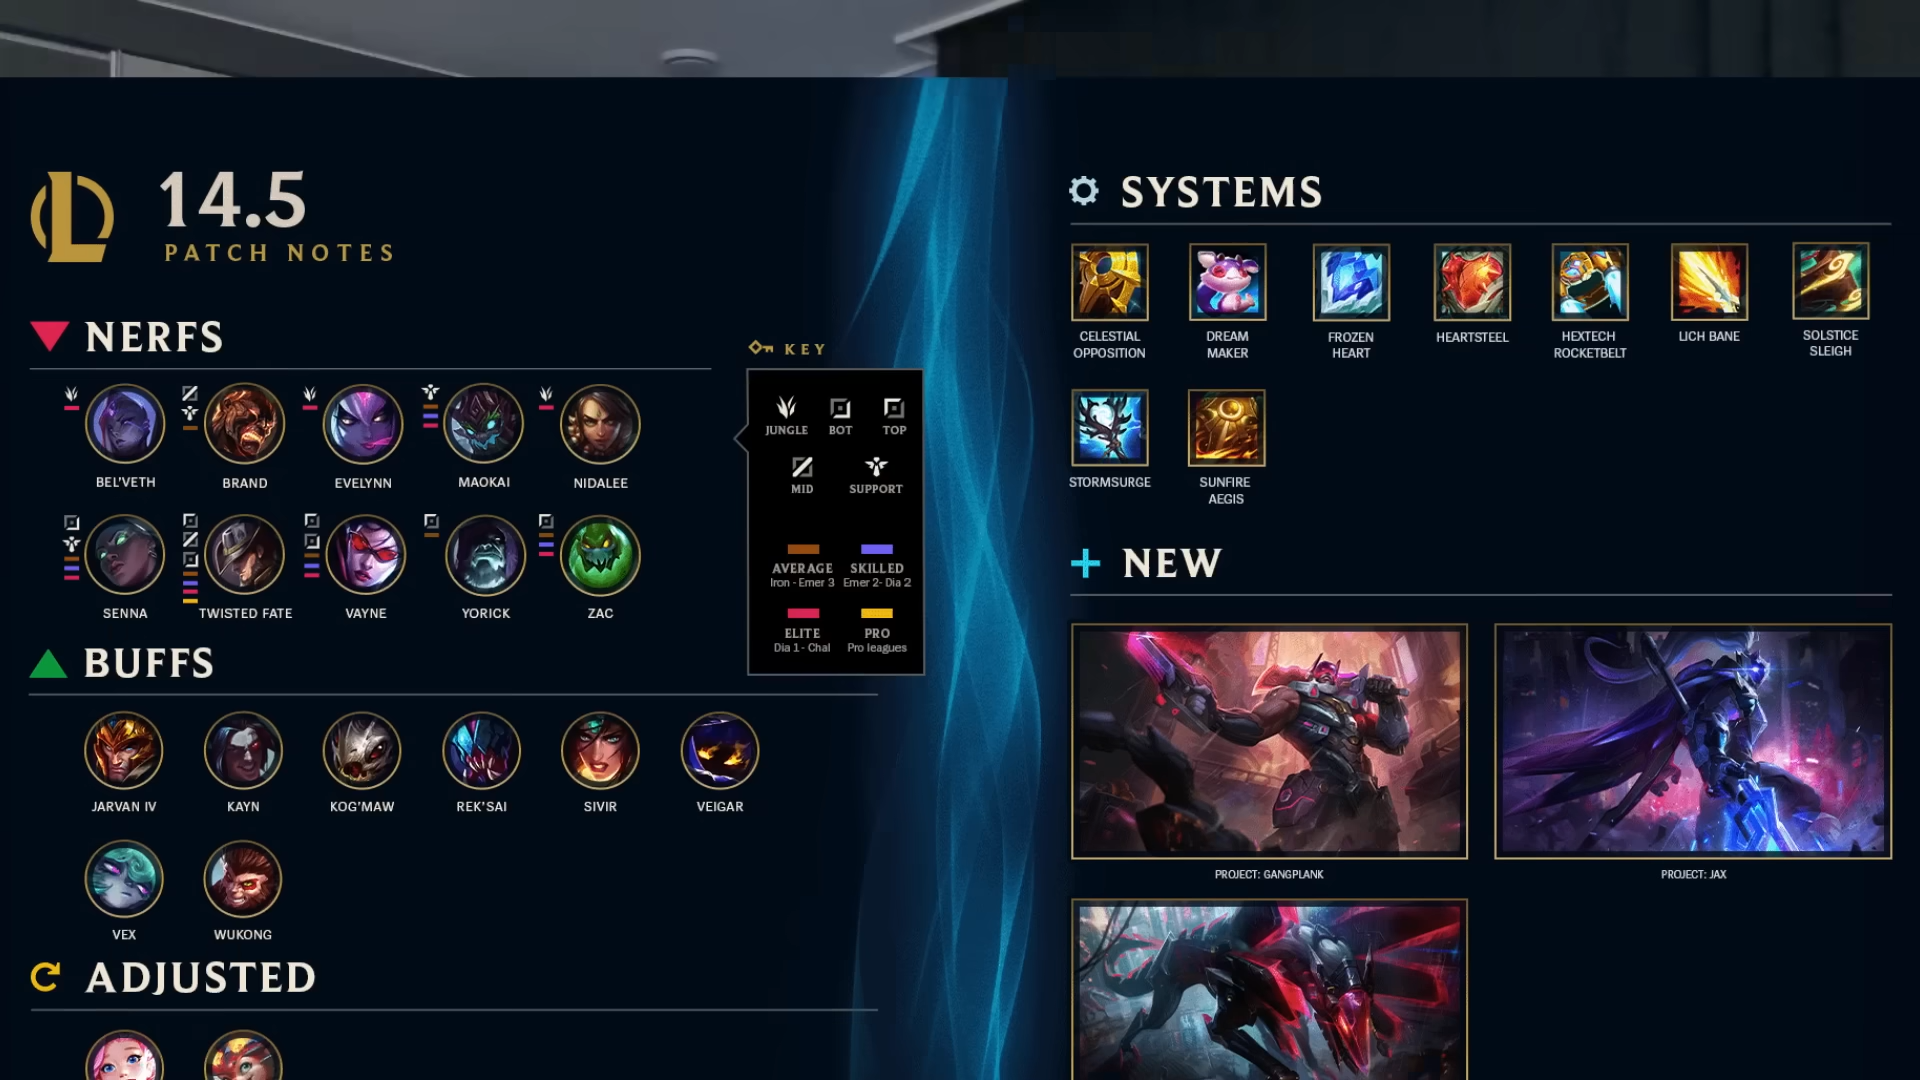 14.5
PATCH NOTES
NERFS
BEL'VETH
BRAND
EVELYNN
MAOKAI
NIDALEE
SENNA
TWISTED FATE
VAYNE
YORICK
ZAC
KEY
JUNGLE
BOT
TOP
MID
SUPPORT
AVERAGE
Iron - Emer 3
SKILLED
Emer 2- Dia 2
ELITE
Dia 1 - Chal
PRO
Pro leagues
BUFFS
JARVAN IV
KAYN
KOG'MAW
REK'SAI
SIVIR
VEIGAR
VEX
WUKONG
ADJUSTED
SYSTEMS
CELESTIAL
OPPOSITION
DREAM
MAKER
FROZEN
HEART
HEARTSTEEL
HEXTECH
ROCKETBELT
LICH BANE
SOLSTICE
SLEIGH
STORMSURGE
SUNFIRE
AEGIS
NEW
PROJECT: GANGPLANK
PROJECT: JAX